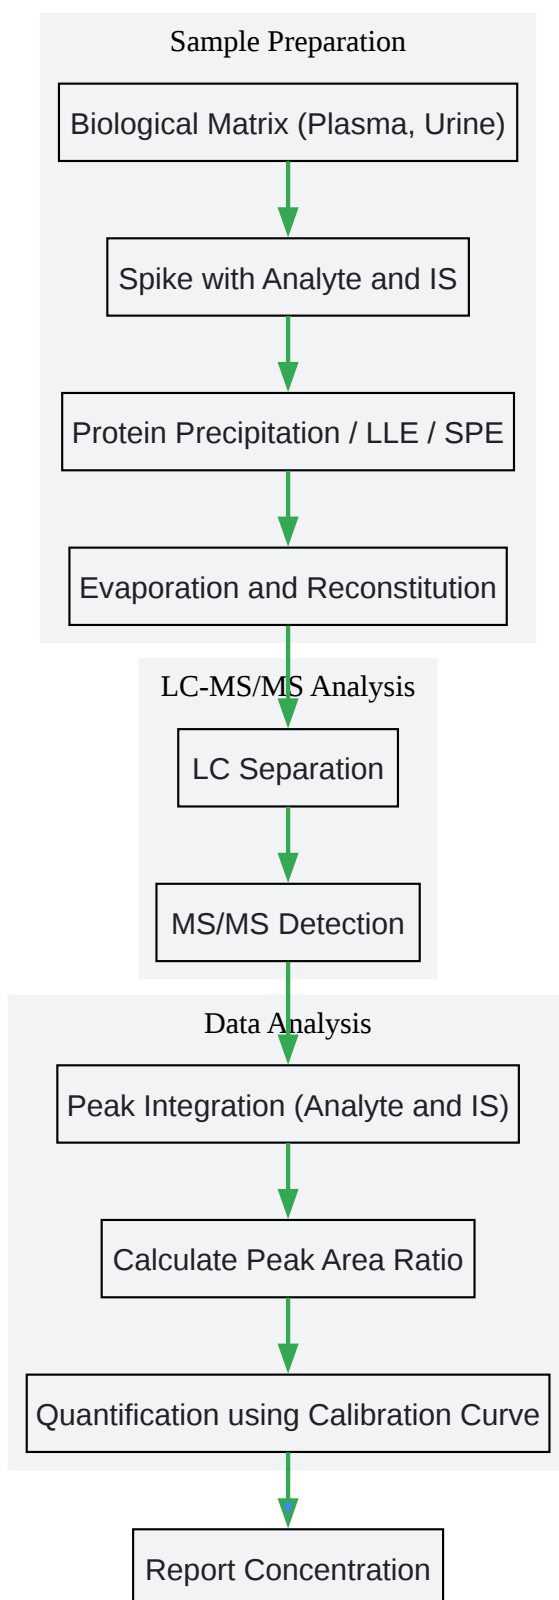 Sample Preparation
Biological Matrix (Plasma, Urine)
Spike with Analyte and IS
Protein Precipitation / LLE / SPE
Evaporation and Reconstitution
LC-MS/MS Analysis
LC Separation
MS/MS Detection
Data Analysis
Peak Integration (Analyte and IS)
Calculate Peak Area Ratio
Quantification using Calibration Curve
Report Concentration